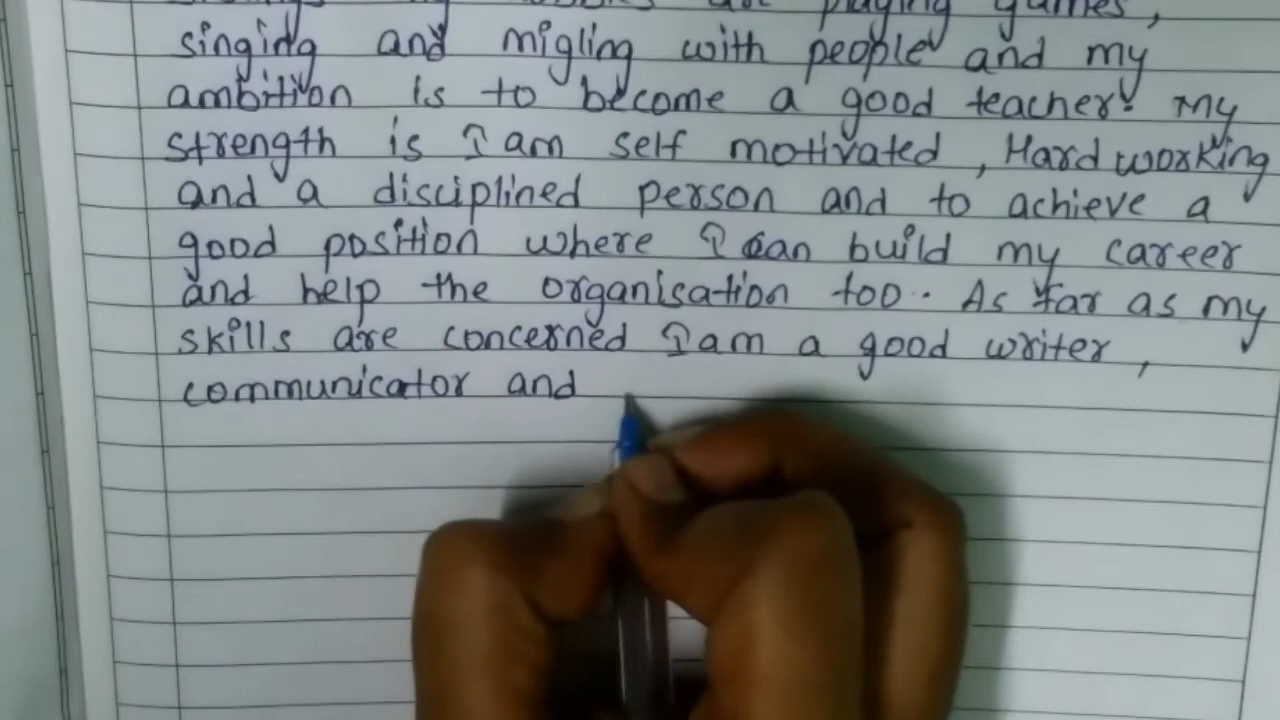 playing games,
singing and migling with people and my
ambition is to become a good teacher. My
strength is I am self motivated, Hard working
and a disciplined person and to achieve a
good position where I can build my career
and help the organisation too. As far as my
skills are concerned I am a good writer,
communicator and